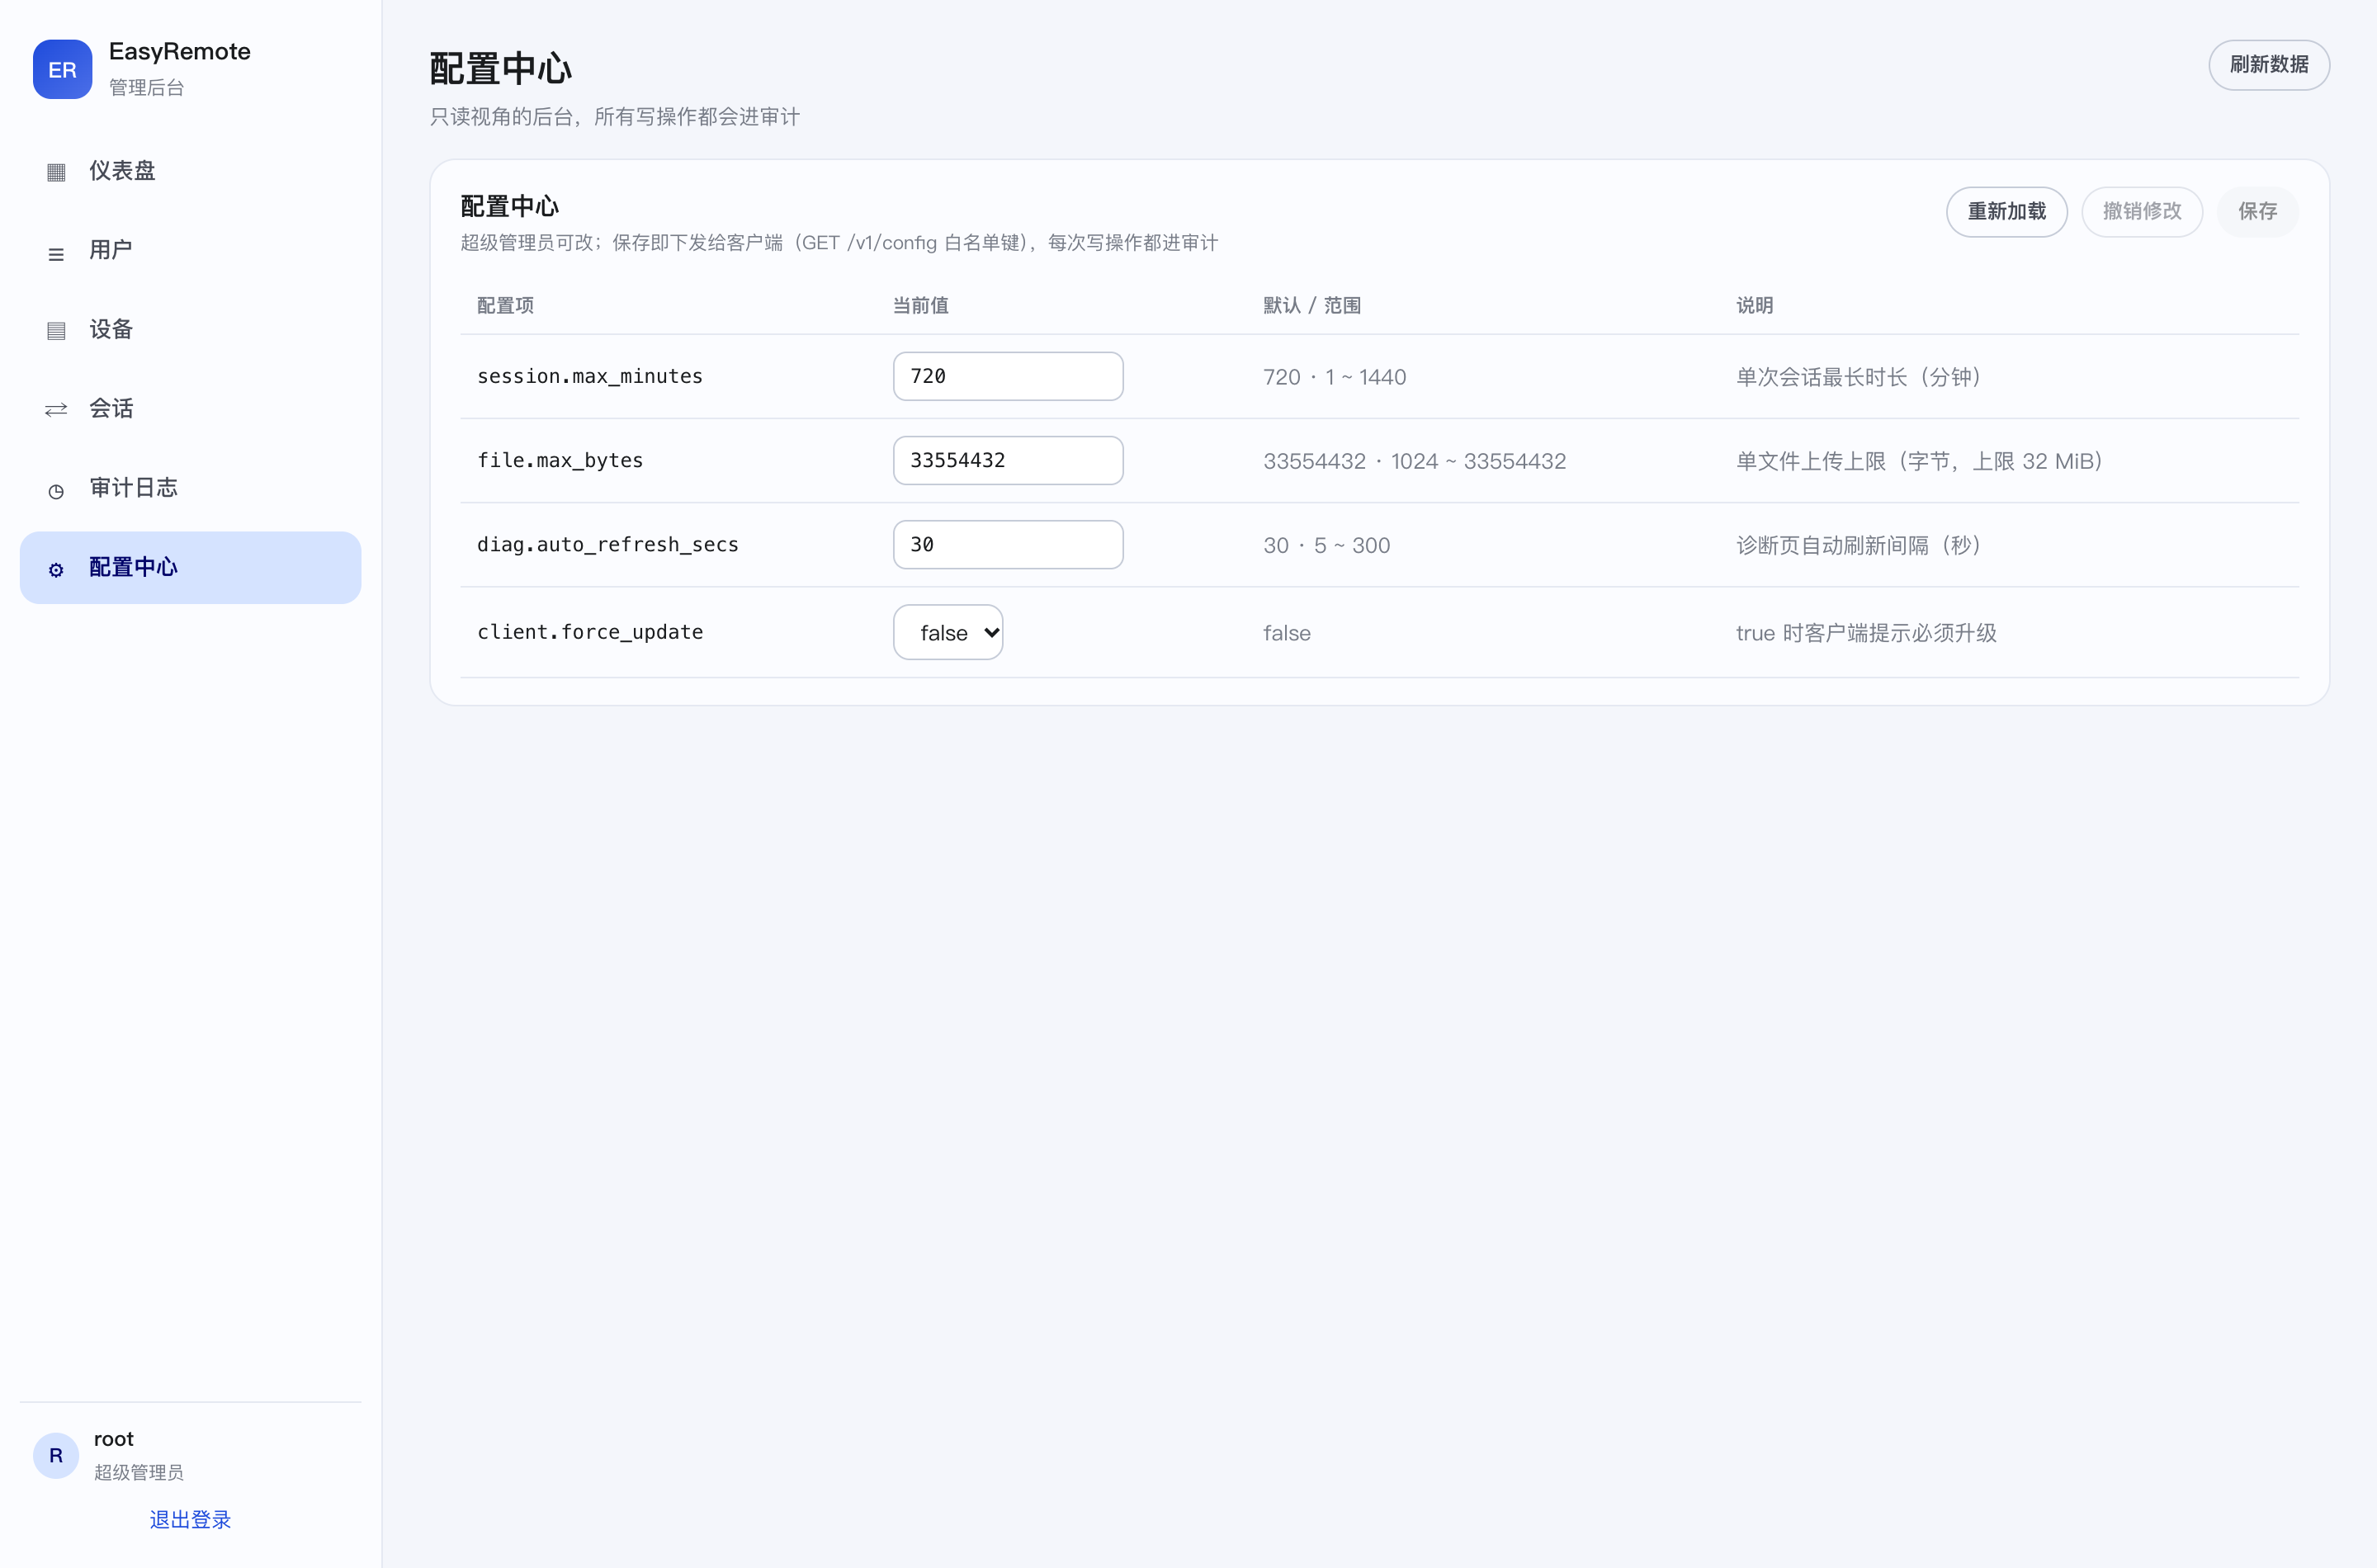 ER
EasyRemote
管理后台
仪表盘
用户
设备
会话
审计日志
配置中心
R
root
超级管理员
退出登录
配置中心
只读视角的后台，所有写操作都会进审计
刷新数据
配置中心
超级管理员可改；保存即下发给客户端（GET /v1/config 白名单键），每次写操作都进审计
重新加载 撤销修改 保存
配置项 当前值 默认 / 范围 说明
session.max_minutes 720 720 · 1 ~ 1440 单次会话最长时长（分钟）
file.max_bytes 33554432 33554432 · 1024 ~ 33554432 单文件上传上限（字节，上限 32 MiB）
diag.auto_refresh_secs 30 30 · 5 ~ 300 诊断页自动刷新间隔（秒）
client.force_update false false true 时客户端提示必须升级